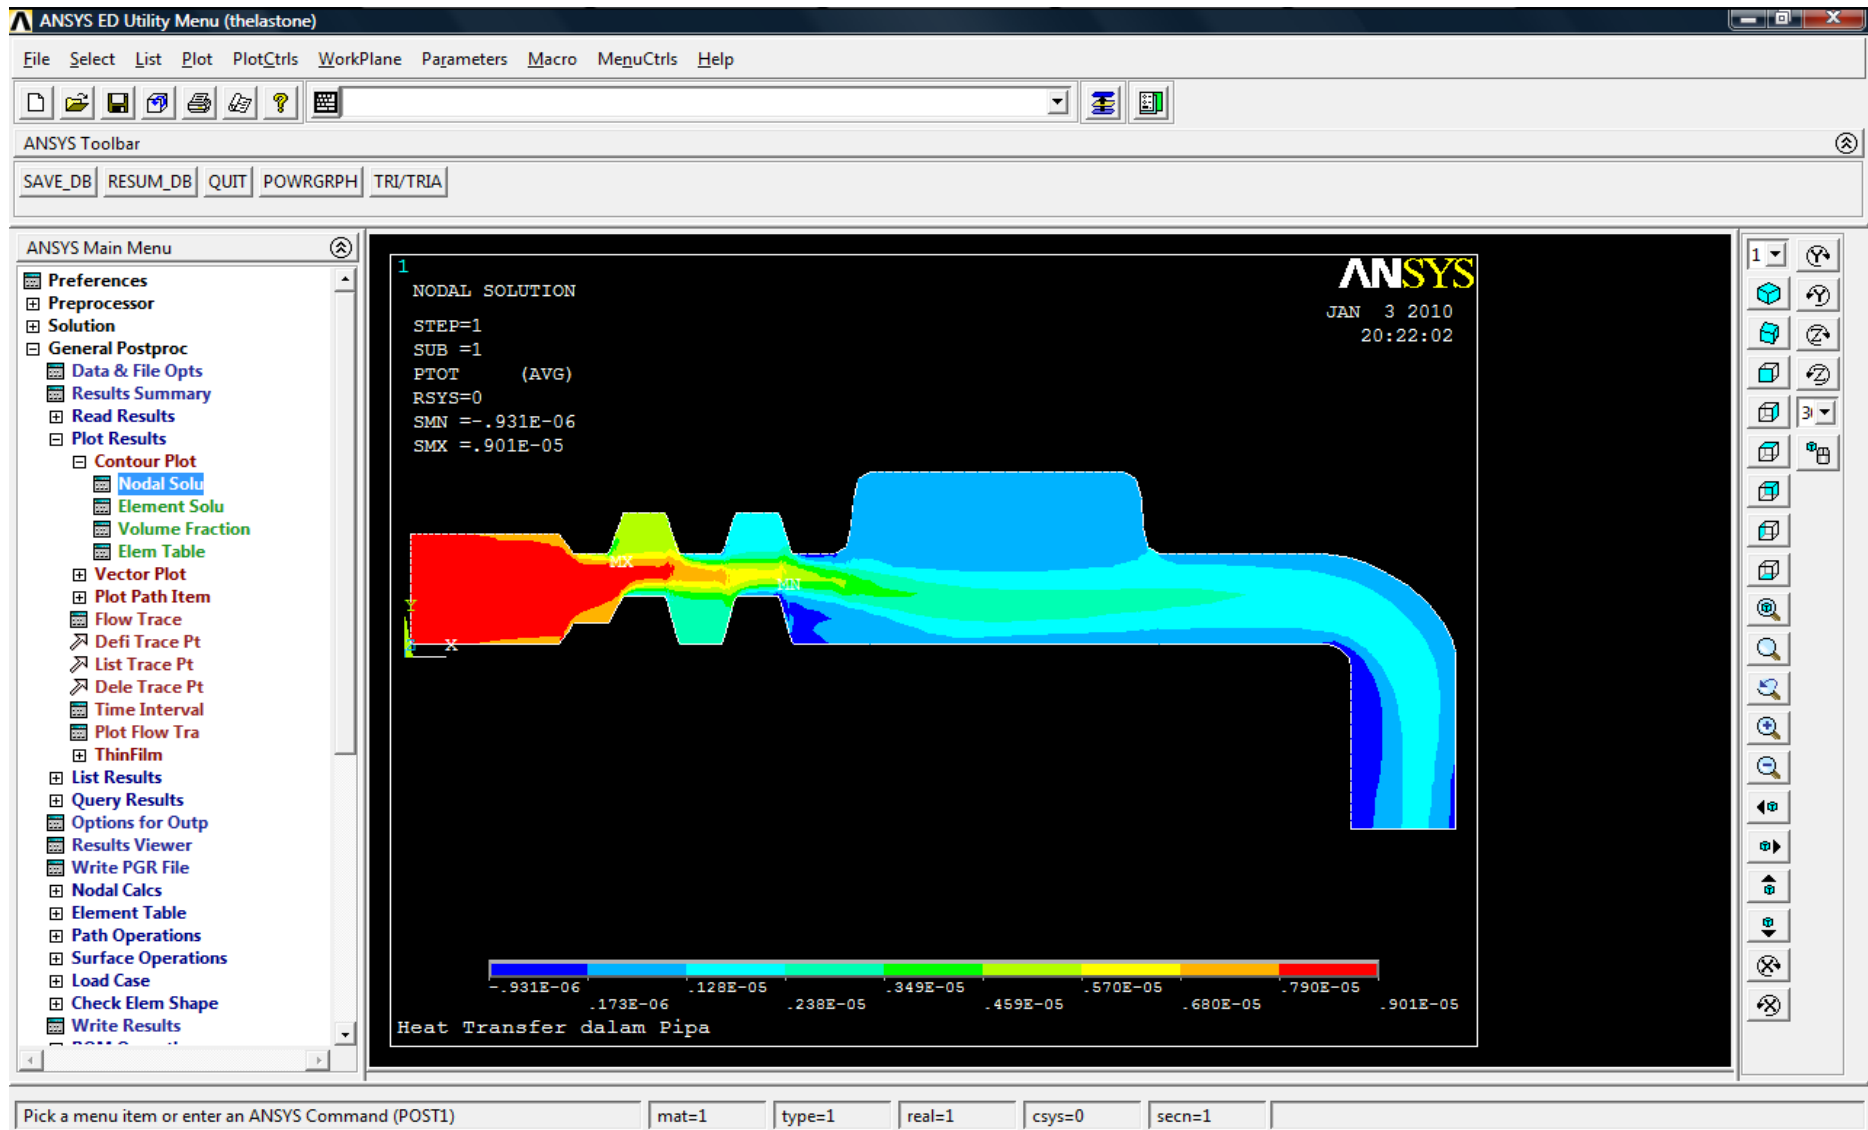 ANSYS ED Utility Menu (thelastone)
File Select List Plot PlotCtrls WorkPlane Parameters Macro MenuCtrls Help
ANSYS Toolbar
SAVE_DB RESUM_DB QUIT POWRGRPH TRI/TRIA
ANSYS Main Menu
Preferences
Preprocessor
Solution
General Postproc
Data & File Opts
Results Summary
Read Results
Plot Results
Contour Plot
Nodal Solu
Element Solu
Volume Fraction
Elem Table
Vector Plot
Plot Path Item
Flow Trace
Defi Trace Pt
List Trace Pt
Dele Trace Pt
Time Interval
Plot Flow Tra
ThinFilm
List Results
Query Results
Options for Outp
Results Viewer
Write PGR File
Nodal Calcs
Element Table
Path Operations
Surface Operations
Load Case
Check Elem Shape
Write Results
1
NODAL SOLUTION
STEP=1
SUB =1
PTOT (AVG)
RSYS=0
SMN =-.931E-06
SMX =.901E-05
ANSYS
JAN 3 2010
20:22:02
MX
MN
Y
X
-.931E-06 .128E-05 .349E-05 .570E-05 .790E-05
.173E-06 .238E-05 .459E-05 .680E-05 .901E-05
Heat Transfer dalam Pipa
1
Pick a menu item or enter an ANSYS Command (POST1) mat=1 type=1 real=1 csys=0 secn=1